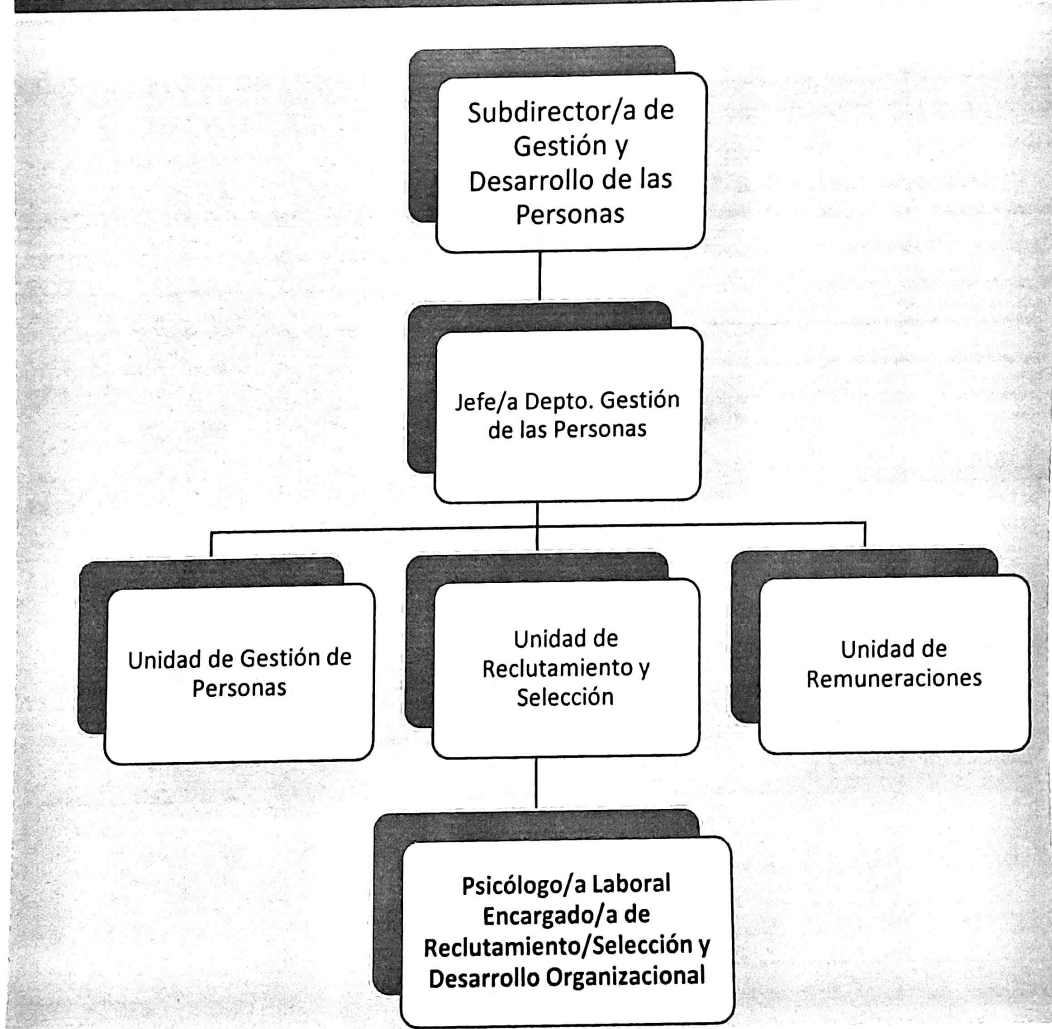 Subdirector/a de
Gestión y
Desarrollo de las
Personas
Jefe/a Depto. Gestión
de las Personas
Unidad de Gestión de
Personas
Unidad de
Reclutamiento y
Selección
Unidad de
Remuneraciones
Psicólogo/a Laboral
Encargado/a de
Reclutamiento/Selección y
Desarrollo Organizacional